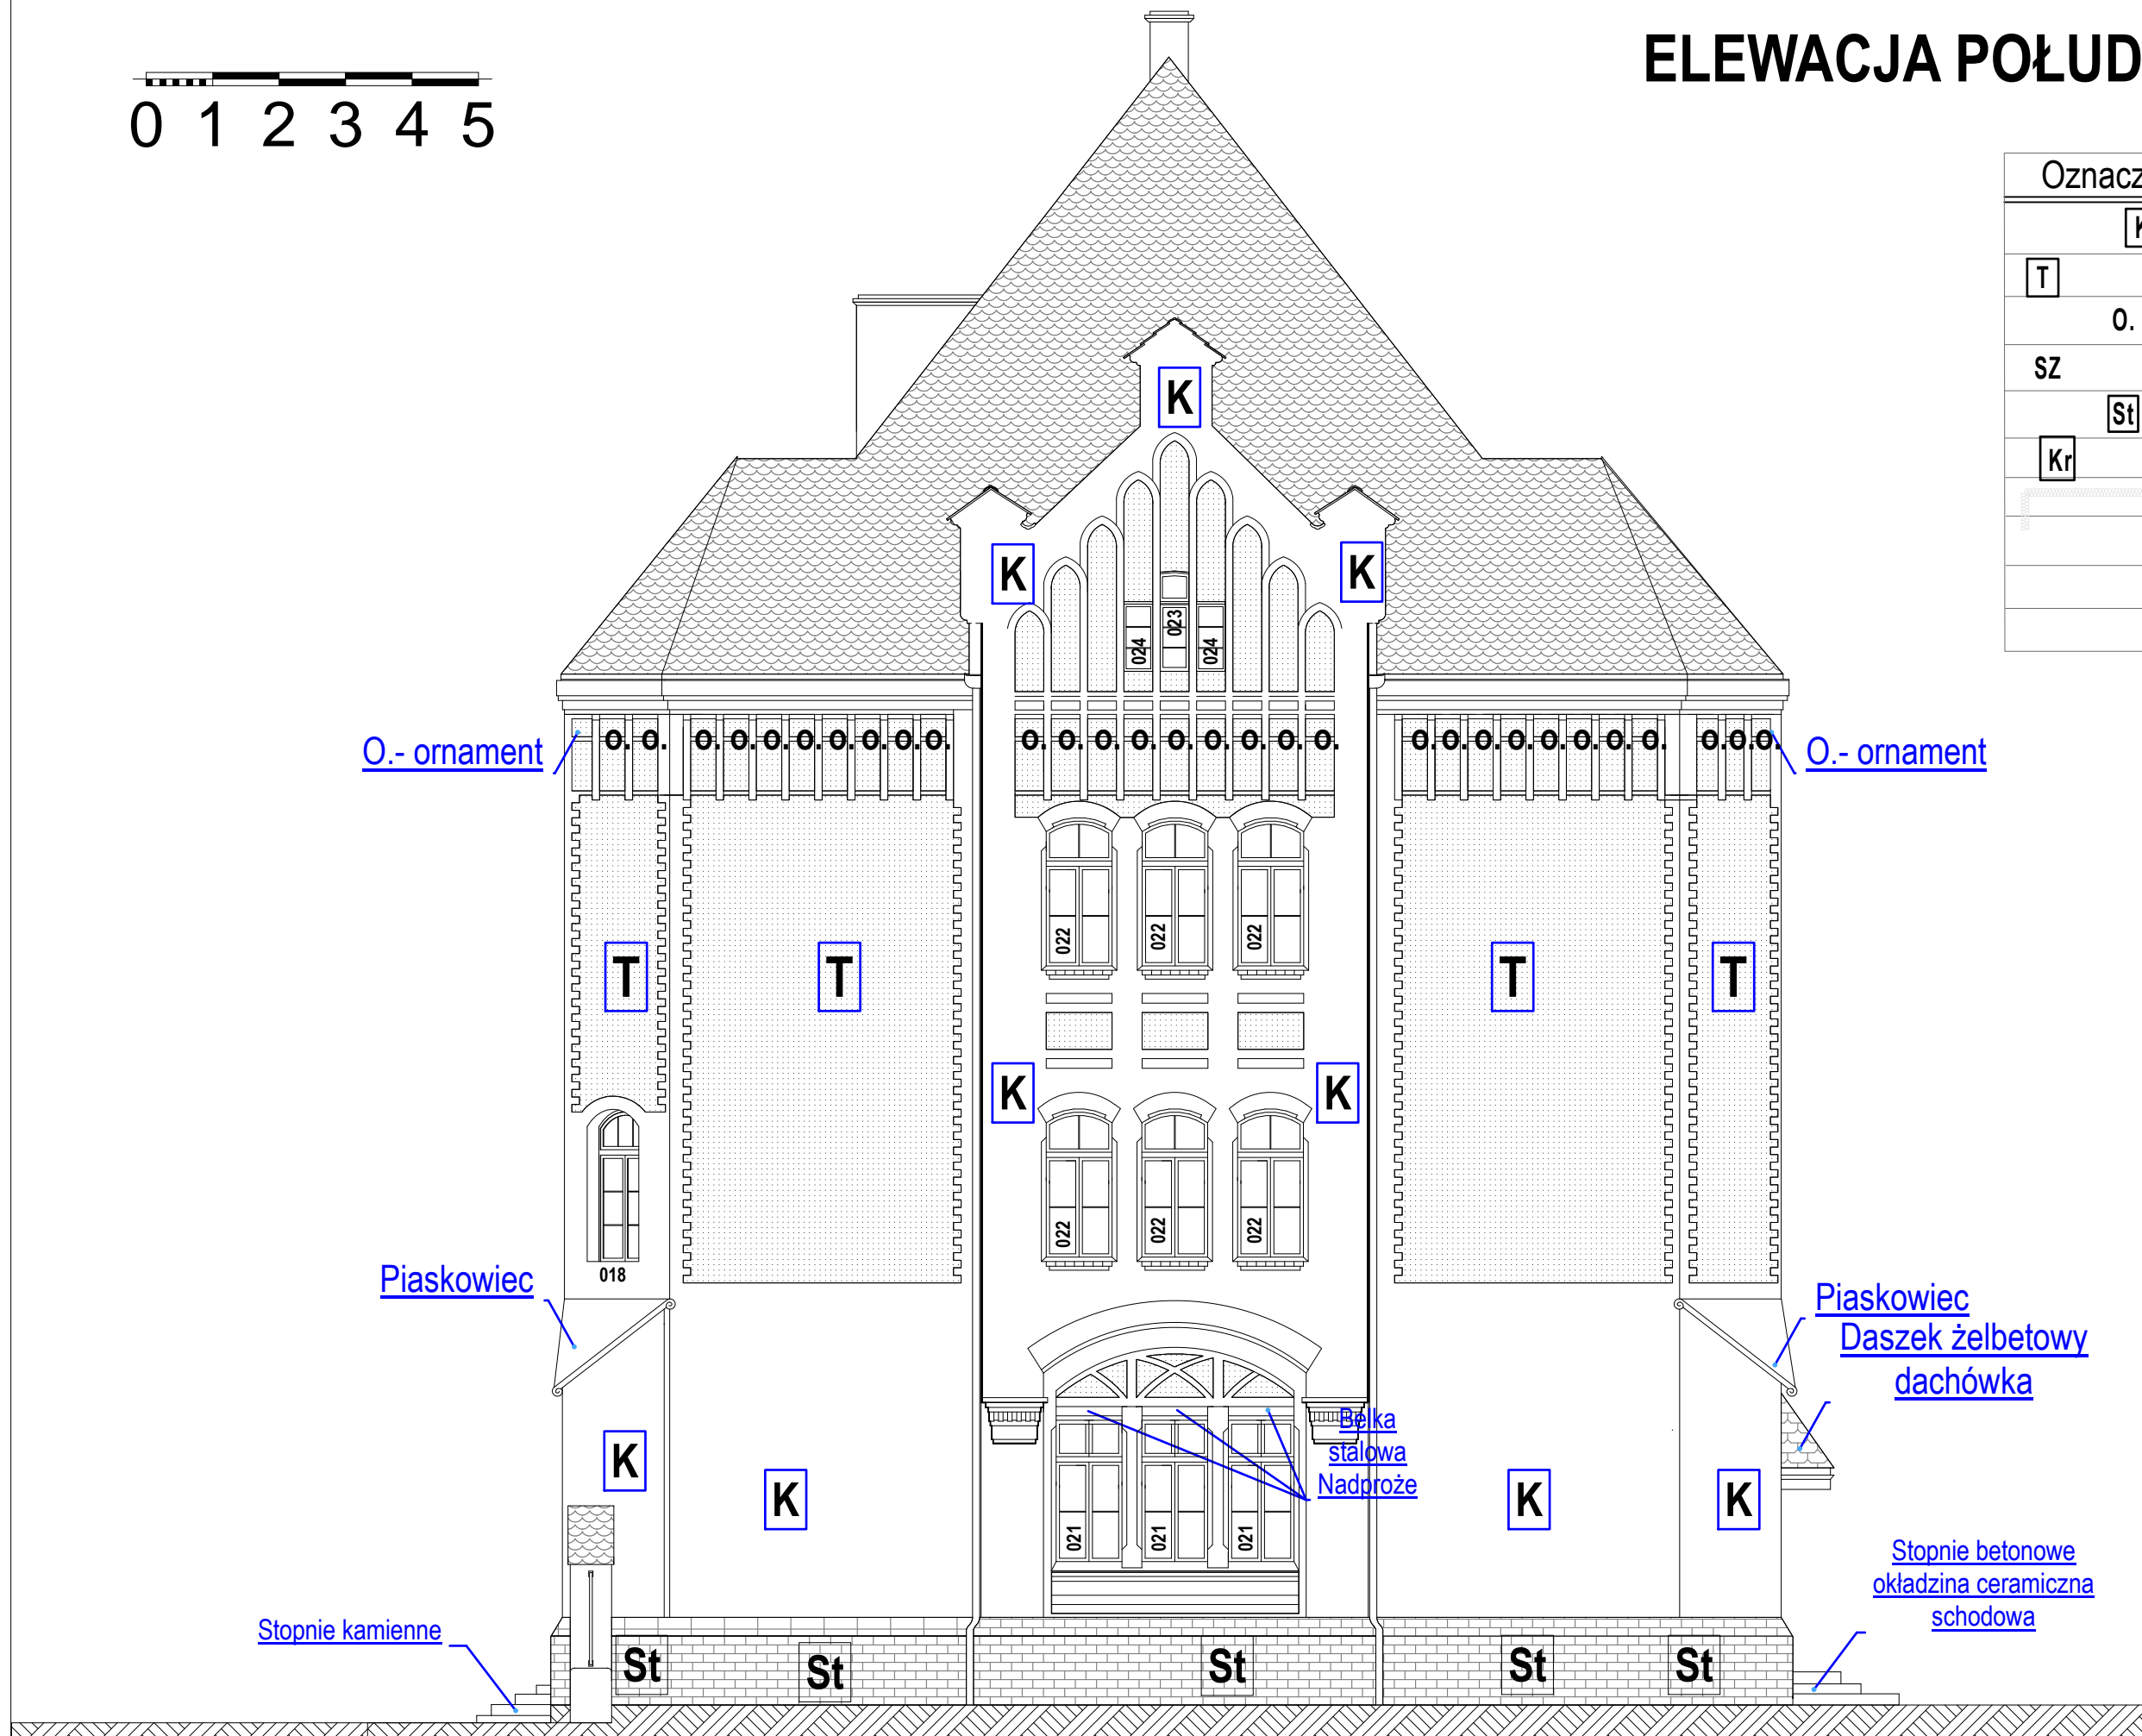 ELEWACJA POŁUD
0 1 2 3 4 5
Oznacz
K
T
O.
SZ
St
Kr
K
K
K
023
024
024
O.- ornament
o. o.
o. o. o. o. o. o. o. o.
o. o. o. o. o. o. o. o. o.
o. o. o. o. o. o. o. o.
o. o. o.
O.- ornament
022
022
022
T
T
T
T
K
K
022
022
022
018
Piaskowiec
Piaskowiec
Daszek żelbetowy
dachówka
Belka
stalowa
Nadproże
K
K
K
K
021
021
021
Stopnie betonowe
okładzina ceramiczna
schodowa
Stopnie kamienne
St
St
St
St
St